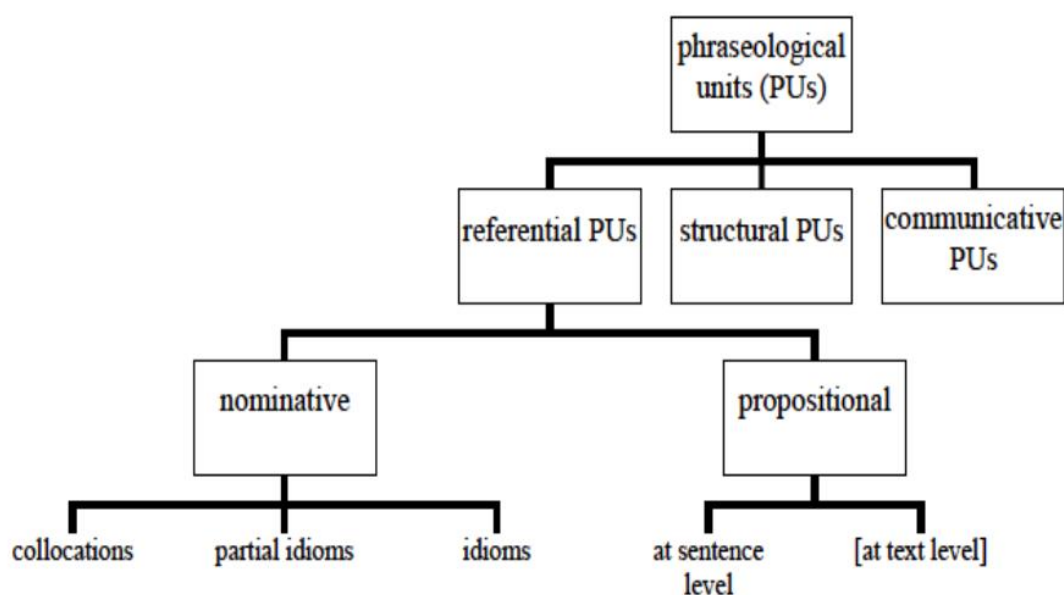 phraseological
units (PUs)
referential PUs
structural PUs
communicative
PUs
nominative
propositional
collocations
partial idioms
idioms
at sentence
level
[at text level]